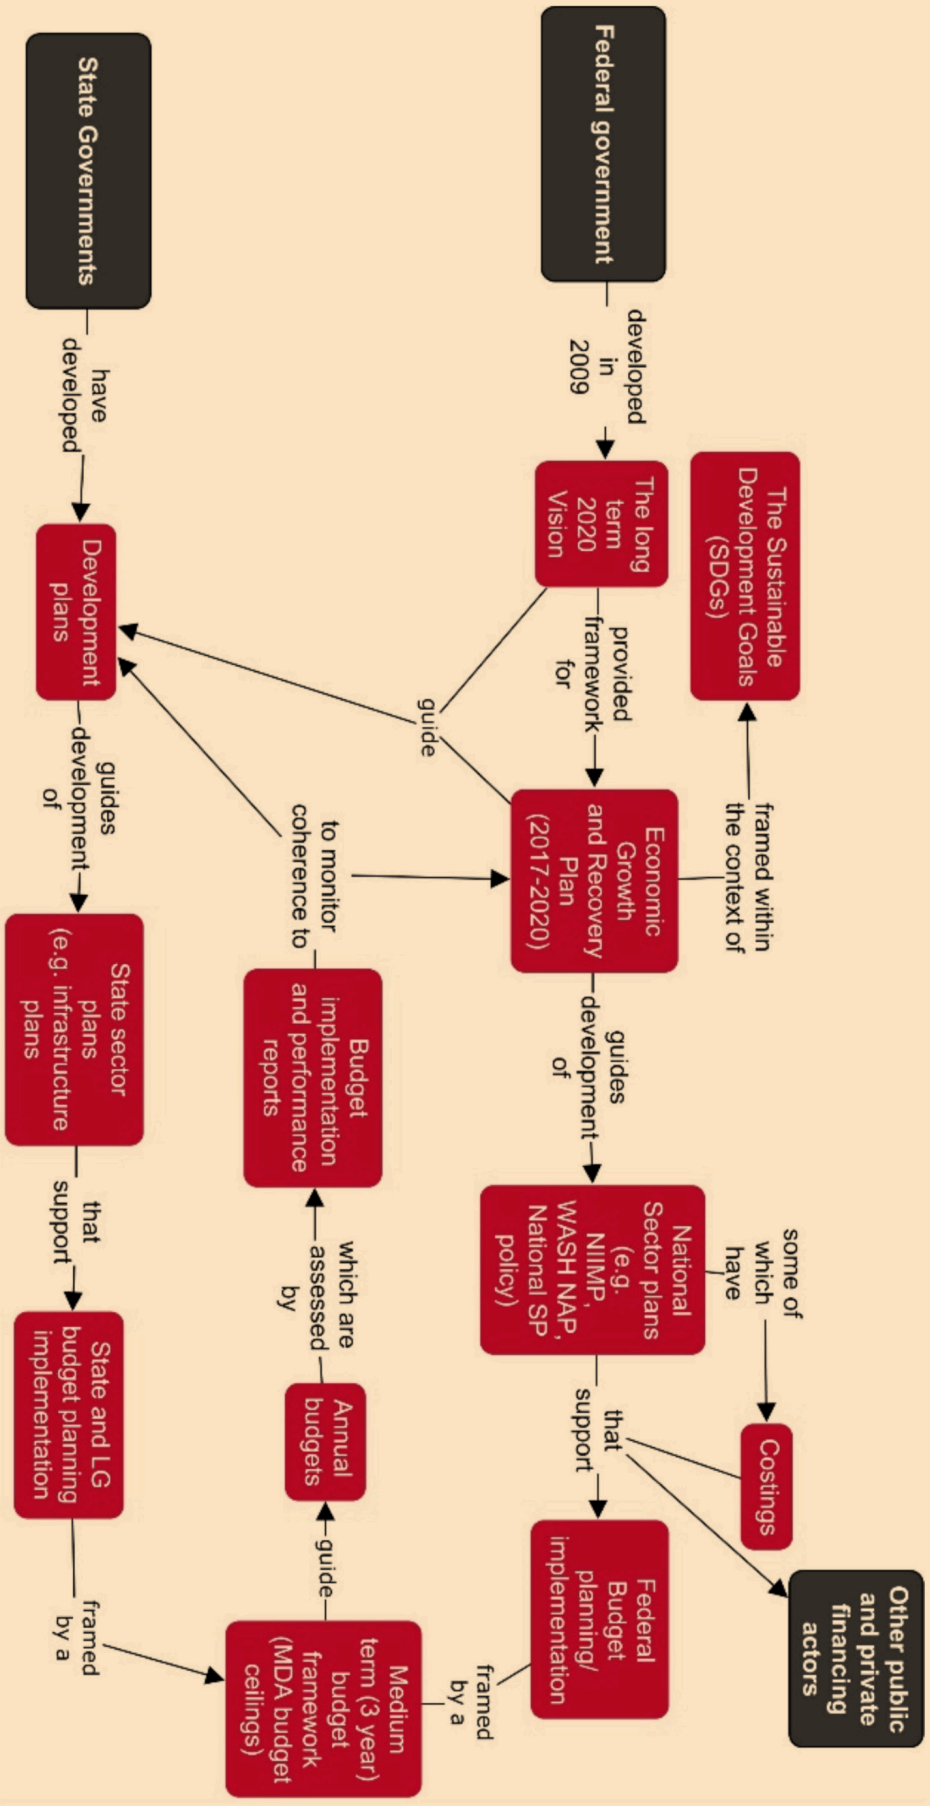 Other public
and private
financing
actors
some of
which
have
Costings
The Sustainable
Development Goals
(SDGs)
framed within
the context of
Federal government
developed
in
2009
The long
term
2020
Vision
provided
framework
for
Economic
Growth
and Recovery
Plan
(2017-2020)
guides
development
of
National
Sector plans
(e.g.
NIIMP,
WASH NAP,
National SP
policy)
that
support
Federal
Budget
planning/
implementation
framed
by a
guide
to monitor
coherence to
Budget
implementation
and performance
reports
which are
assessed
by
Annual
budgets
guide
Medium
term (3 year)
budget
framework
(MDA budget
ceilings)
State Governments
have
developed
Development
plans
guides
development
of
State sector
plans
(e.g. infrastructure
plans
that
support
State and LG
budget planning
implementation
framed
by a